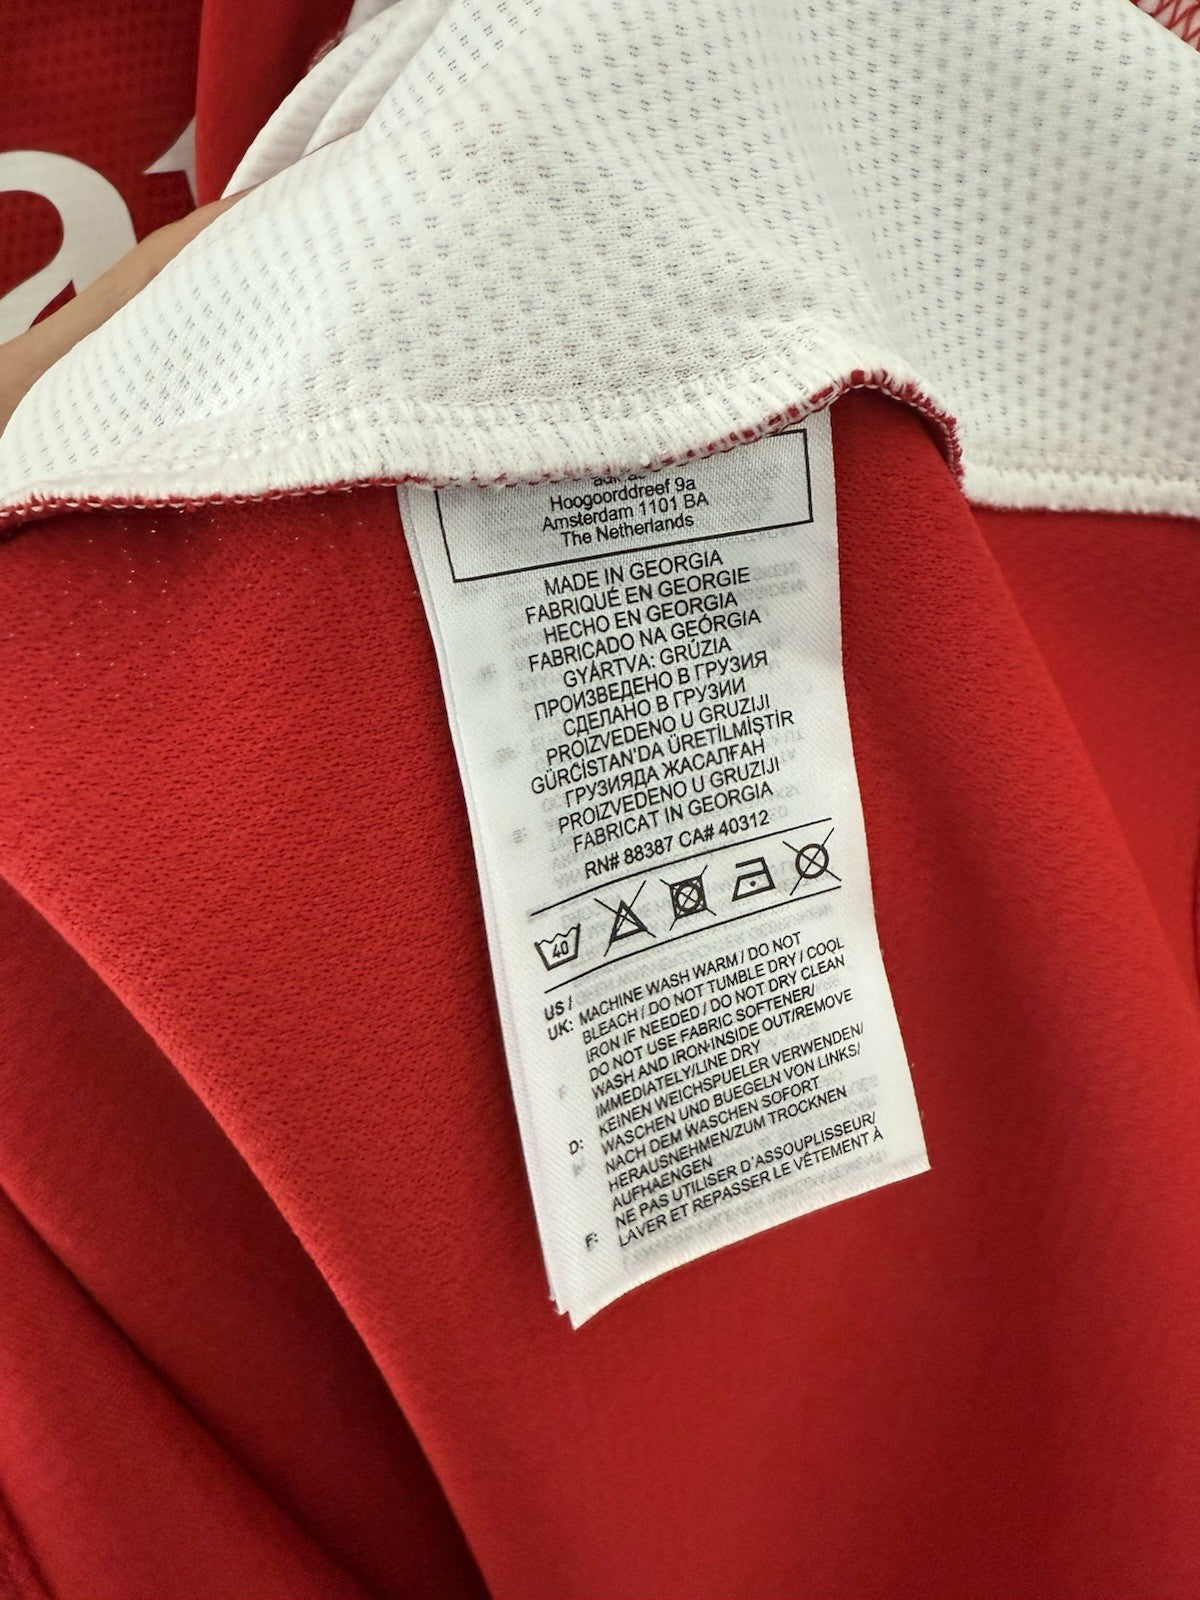 Hoogoorddreef 9a
Amsterdam 1101 BA
The Netherlands
MADE IN GEORGIA
FABRIQUÉ EN GEORGIE
HECHO EN GEORGIA
FABRICADO NA GEÓRGIA
GYÁRTVA: GRÚZIA
ПРОИЗВЕДЕНО В ГРУЗИЯ
СДЕЛАНО В ГРУЗИИ
PROIZVEDENO U GRUZIJI
GÜRCİSTAN'DA ÜRETİLMİŞTİR
ГРУЗИЯДА ЖАСАЛҒАН
PROIZVEDENO U GRUZIJI
FABRICAT IN GEORGIA
RN# 88387 CA# 40312
40
US / MACHINE WASH WARM / DO NOT
UK: BLEACH / DO NOT TUMBLE DRY / COOL
IRON IF NEEDED / DO NOT DRY CLEAN
DO NOT USE FABRIC SOFTENER/
WASH AND IRON INSIDE OUT/REMOVE
IMMEDIATELY/LINE DRY
D: KEINEN WEICHSPUELER VERWENDEN/
WASCHEN UND BUEGELN VON LINKS/
NACH DEM WASCHEN SOFORT
HERAUSNEHMEN/ZUM TROCKNEN
AUFHAENGEN
F: NE PAS UTILISER D'ASSOUPLISSEUR/
LAVER ET REPASSER LE VÊTEMENT À